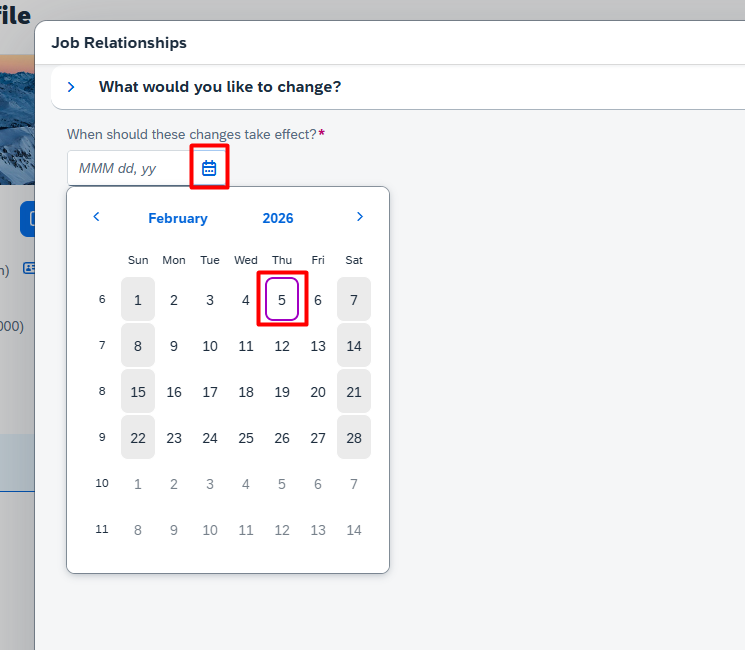 file
Job Relationships
What would you like to change?
When should these changes take effect?*
MMM dd, yy
February 2026
Sun Mon Tue Wed Thu Fri Sat
6 1 2 3 4 5 6 7
7 8 9 10 11 12 13 14
8 15 16 17 18 19 20 21
9 22 23 24 25 26 27 28
10 1 2 3 4 5 6 7
11 8 9 10 11 12 13 14
)
000)